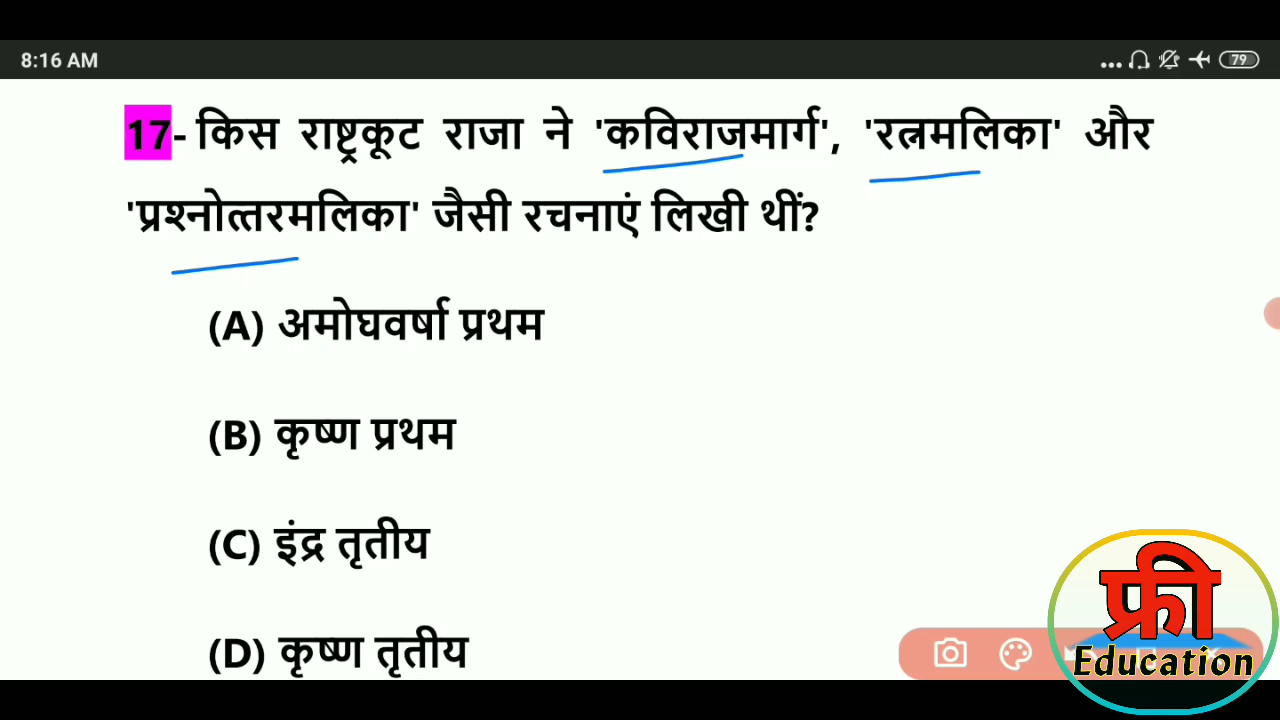 8:16 AM
79
17- किस राष्ट्रकूट राजा ने 'कविराजमार्ग', 'रत्नमलिका' और
'प्रश्नोत्तरमलिका' जैसी रचनाएं लिखी थीं?
(A) अमोघवर्षा प्रथम
(B) कृष्ण प्रथम
(C) इंद्र तृतीय
(D) कृष्ण तृतीय
फ्री
Education